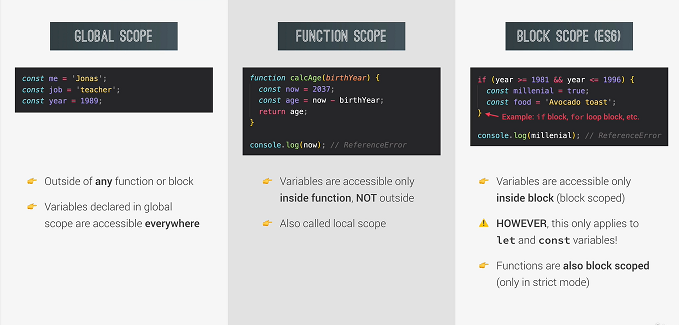 GLOBAL SCOPE
const me = 'Jonas';
const job = 'teacher';
const year = 1989;
Outside of any function or block
Variables declared in global
scope are accessible everywhere
FUNCTION SCOPE
function calcAge(birthYear) {
const now = 2037;
const age = now - birthYear;
return age;
}
console.log(now); // ReferenceError
Variables are accessible only
inside function, NOT outside
Also called local scope
BLOCK SCOPE (ES6)
if (year >= 1981 && year <= 1996) {
const millenial = true;
const food = 'Avocado toast';
}
Example: if block, for loop block, etc.
console.log(millenial); // ReferenceError
Variables are accessible only
inside block (block scoped)
HOWEVER, this only applies to
let and const variables!
Functions are also block scoped
(only in strict mode)